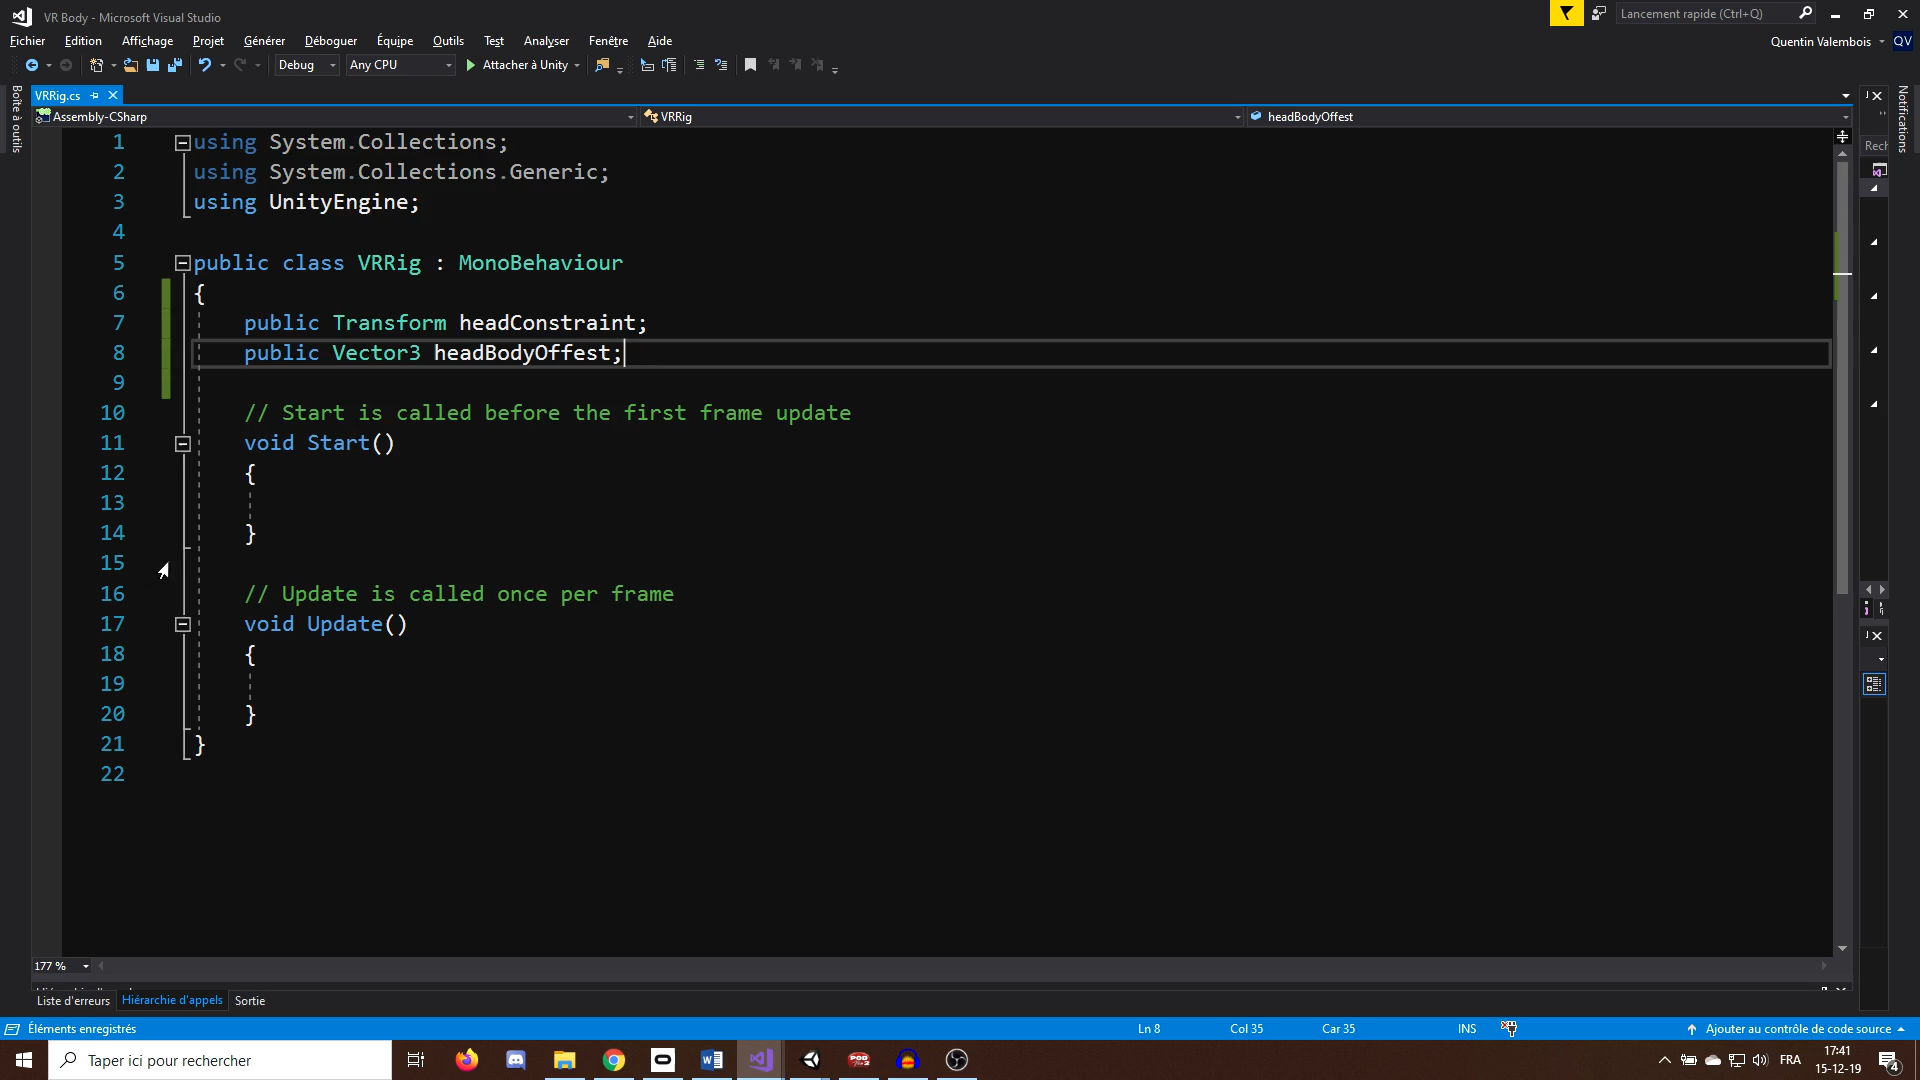 VR Body - Microsoft Visual Studio
Lancement rapide (Ctrl+Q)
Fichier Edition Affichage Projet Générer Déboguer Équipe Outils Test Analyser Fenêtre Aide
Quentin Valembois QV
Debug Any CPU Attacher à Unity
VRRig.cs
Boîte à outils
Notifications
Assembly-CSharp VRRig headBodyOffest
Rech
1 using System.Collections;
2 using System.Collections.Generic;
3 using UnityEngine;
4
5 public class VRRig : MonoBehaviour
6 {
7 public Transform headConstraint;
8 public Vector3 headBodyOffest;
9
10 // Start is called before the first frame update
11 void Start()
12 {
13
14 }
15
16 // Update is called once per frame
17 void Update()
18 {
19
20 }
21 }
22
177 %
Liste d'erreurs Hiérarchie d'appels Sortie
Éléments enregistrés Ln 8 Col 35 Car 35 INS Ajouter au contrôle de code source
Taper ici pour rechercher
FRA
17:41
15-12-19
4